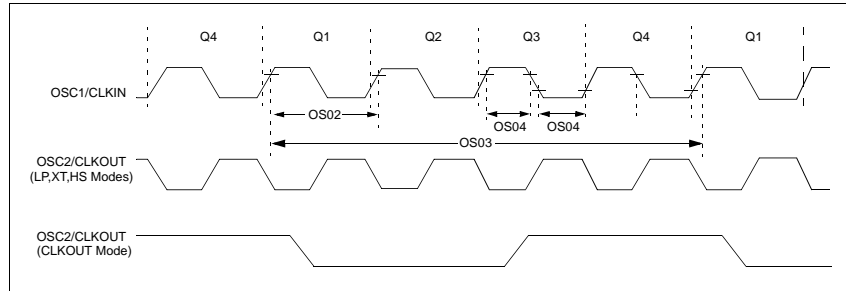 Q4 Q1 Q2 Q3 Q4 Q1
OSC1/CLKIN
OS02
OS04 OS04
OS03
OSC2/CLKOUT
(LP,XT,HS Modes)
OSC2/CLKOUT
(CLKOUT Mode)